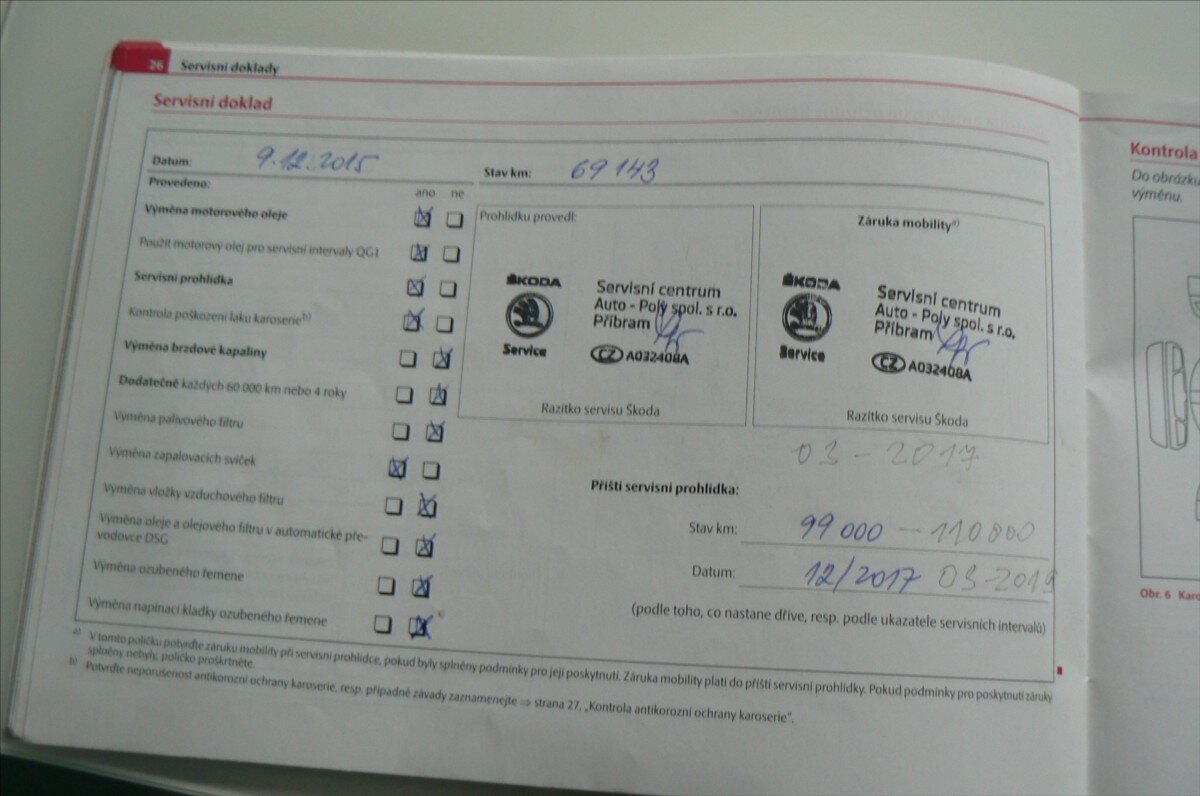 26 Servisní doklady
Servisní doklad
Datum: 9.12.2015
Stav km: 69 143
Provedeno: ano ne
Výměna motorového oleje
Použit motorový olej pro servisní intervaly QG1
Servisní prohlídka
Kontrola poškození laku karoserie b)
Výměna brzdové kapaliny
Dodatečně každých 60 000 km nebo 4 roky
Výměna palivového filtru
Výměna zapalovacích svíček
Výměna vložky vzduchového filtru
Výměna oleje a olejového filtru v automatické pře-
vodovce DSG
Výměna ozubeného řemene
Výměna napínací kladky ozubeného řemene
Prohlídku provedl:
ŠKODA
Service
Servisní centrum
Auto - Poly spol. s r.o.
Příbram
CZ A032408A
Razítko servisu Škoda
Záruka mobility a)
ŠKODA
Service
Servisní centrum
Auto - Poly spol. s r.o.
Příbram
CZ A032408A
Razítko servisu Škoda
03 - 2017
Příští servisní prohlídka:
Stav km: 99 000 - 110 000
Datum: 12/2017 03-2019
(podle toho, co nastane dříve, resp. podle ukazatele servisních intervalů)
a) V tomto políčku potvrďte záruku mobility při servisní prohlídce, pokud byly splněny podmínky pro její poskytnutí. Záruka mobility platí do příští servisní prohlídky. Pokud podmínky pro poskytnutí záruky
splněny nebyly, políčko proškrtněte.
b) Potvrďte neporušenost antikorozní ochrany karoserie, resp. případné závady zaznamenejte ⇒ strana 27, „Kontrola antikorozní ochrany karoserie".
Kontrola
Do obrázku
výměnu.
Obr. 6 Karo